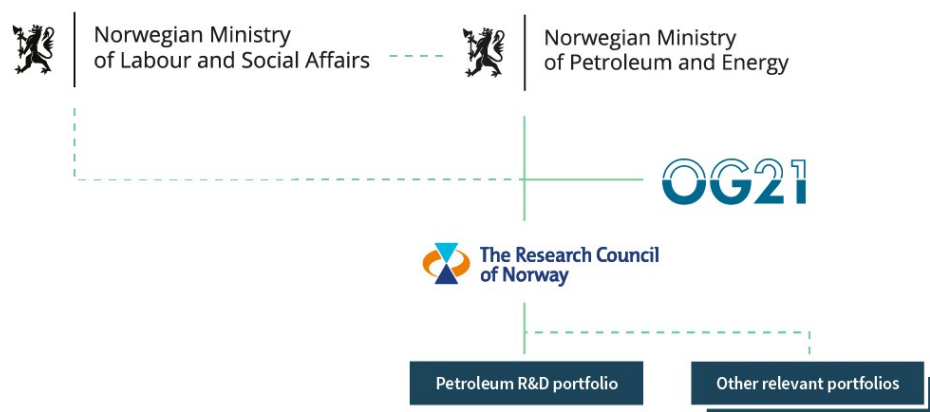 Norwegian Ministry
of Labour and Social Affairs
Norwegian Ministry
of Petroleum and Energy
OG21
The Research Council
of Norway
Petroleum R&D portfolio
Other relevant portfolios